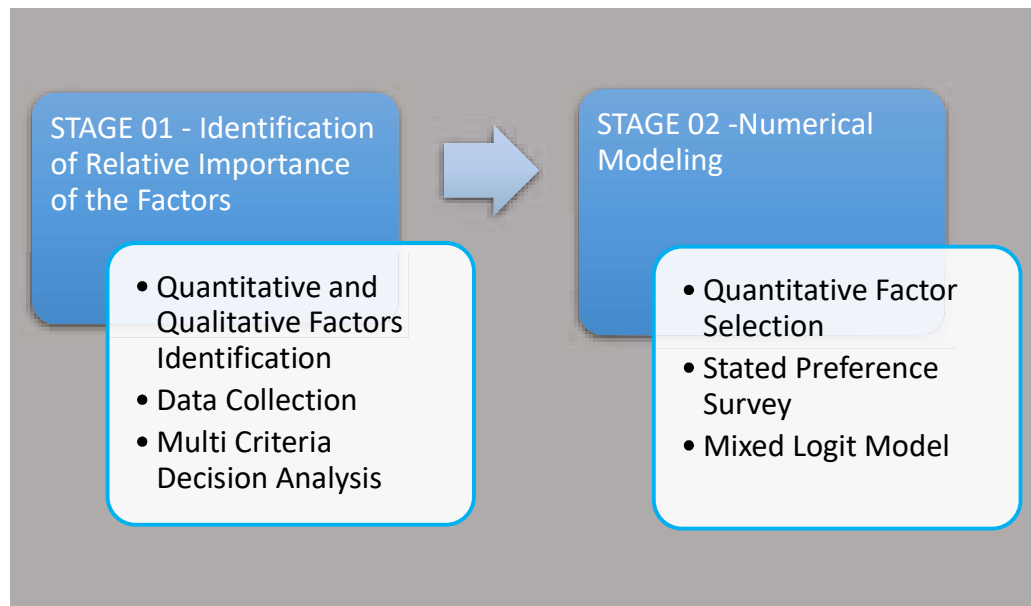 STAGE 01 - Identification
of Relative Importance
of the Factors
• Quantitative and
Qualitative Factors
Identification
• Data Collection
• Multi Criteria
Decision Analysis
STAGE 02 -Numerical
Modeling
• Quantitative Factor
Selection
• Stated Preference
Survey
• Mixed Logit Model